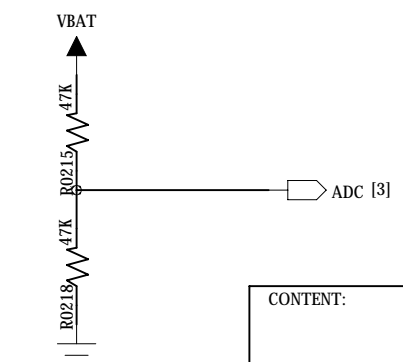 VBAT
47K
R0215
ADC [3]
47K
R0218
CONTENT: